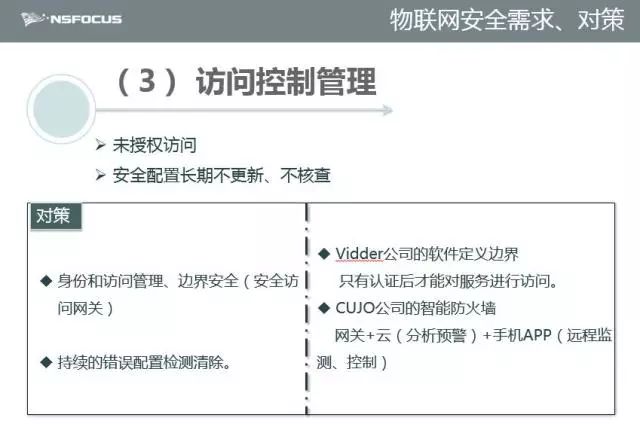 NSFOCUS
物联网安全需求、对策
（3） 访问控制管理
➢ 未授权访问
➢ 安全配置长期不更新、不核查
对策
◆ 身份和访问管理、边界安全（安全访
问网关）
◆ 持续的错误配置检测清除。
◆ Vidder公司的软件定义边界
只有认证后才能对服务进行访问。
◆ CUJO公司的智能防火墙
网关+云（分析预警）+手机APP（远程监
测、控制）